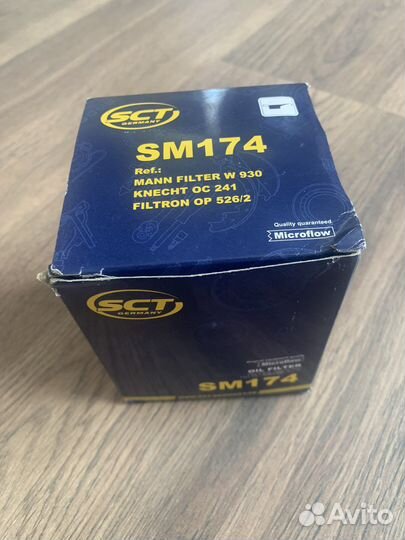 SCT
GERMANY
SM174
Ref.:
MANN FILTER W 930
KNECHT OC 241
FILTRON OP 526/2
Quality guaranteed.
Microflow
SCT
GERMANY
Microflow
OIL FILTER
SM174
Avito